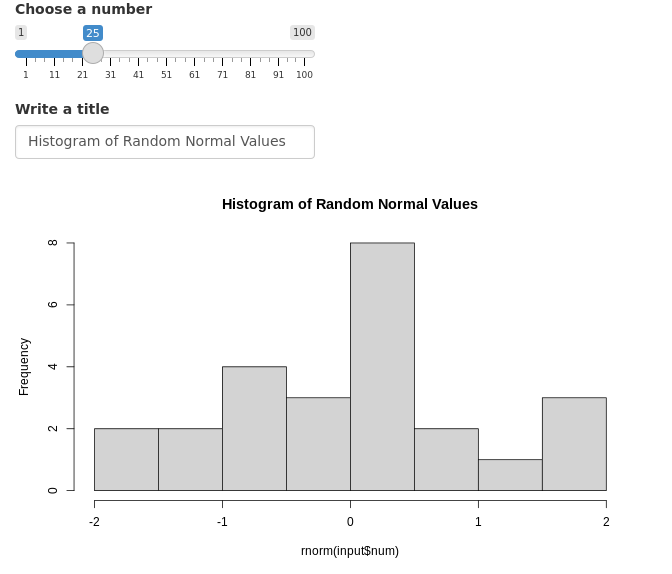 Choose a number
1 25 100
1 11 21 31 41 51 61 71 81 91 100
Write a title
Histogram of Random Normal Values
Histogram of Random Normal Values
8
6
4
2
0
Frequency
-2 -1 0 1 2
rnorm(input$num)